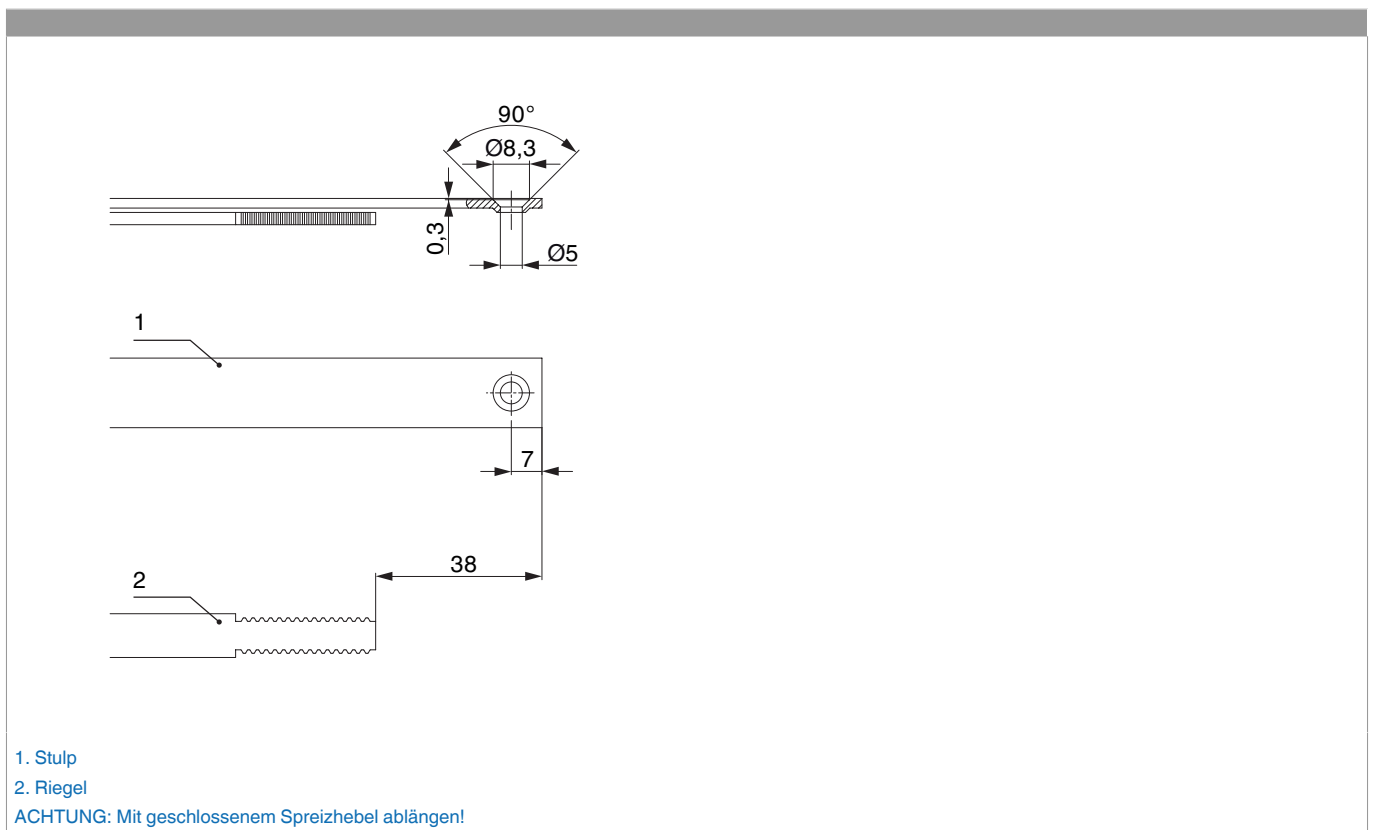 90°
Ø8,3
0,3
Ø5
1
7
38
2
1. Stulp
2. Riegel
ACHTUNG: Mit geschlossenem Spreizhebel ablängen!